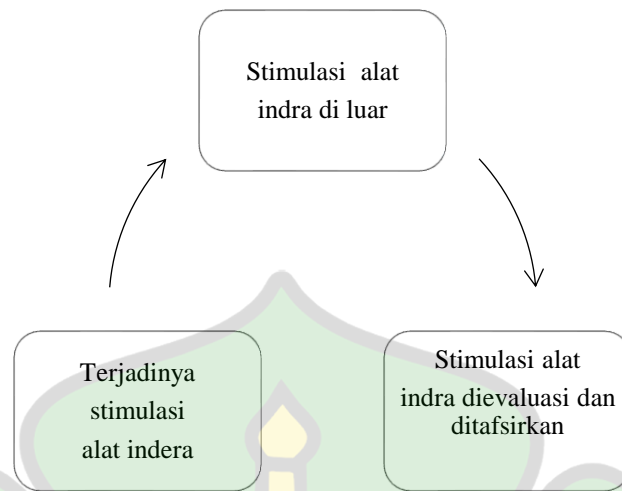 Stimulasi alat
indra di luar
Terjadinya
stimulasi
alat indera
Stimulasi alat
indra dievaluasi dan
ditafsirkan